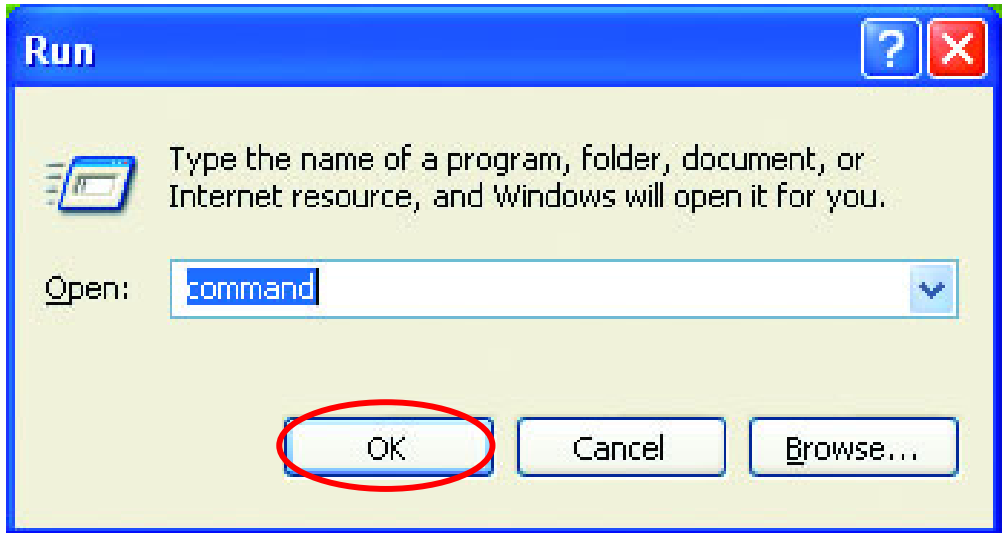 Run
Type the name of a program, folder, document, or
Internet resource, and Windows will open it for you.
Open: command
OK Cancel Browse...